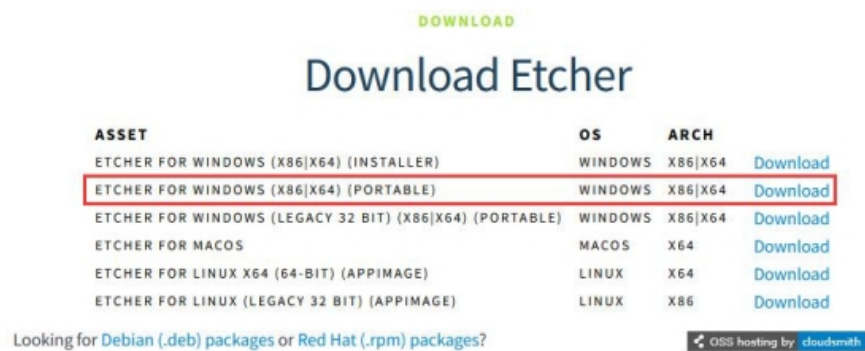 DOWNLOAD
Download Etcher
ASSET OS ARCH
ETCHER FOR WINDOWS (X86|X64) (INSTALLER) WINDOWS X86|X64 Download
ETCHER FOR WINDOWS (X86|X64) (PORTABLE) WINDOWS X86|X64 Download
ETCHER FOR WINDOWS (LEGACY 32 BIT) (X86|X64) (PORTABLE) WINDOWS X86|X64 Download
ETCHER FOR MACOS MACOS X64 Download
ETCHER FOR LINUX X64 (64-BIT) (APPIMAGE) LINUX X64 Download
ETCHER FOR LINUX (LEGACY 32 BIT) (APPIMAGE) LINUX X86 Download
Looking for Debian (.deb) packages or Red Hat (.rpm) packages? OSS hosting by cloudsmith